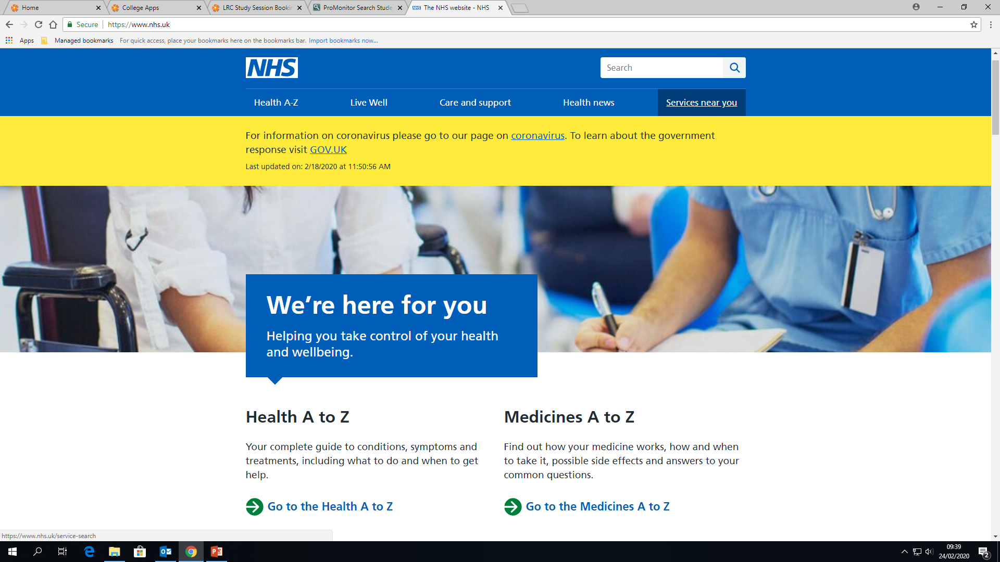 Home
College Apps
LRC Study Session Bookin
ProMonitor Search Stude
NHS The NHS website - NHS
Secure https://www.nhs.uk
Apps Managed bookmarks For quick access, place your bookmarks here on the bookmarks bar. Import bookmarks now...
NHS
Search
Health A-Z Live Well Care and support Health news Services near you
For information on coronavirus please go to our page on coronavirus. To learn about the government
response visit GOV.UK
Last updated on: 2/18/2020 at 11:50:56 AM
We’re here for you
Helping you take control of your health
and wellbeing.
Health A to Z
Your complete guide to conditions, symptoms and
treatments, including what to do and when to get
help.
Go to the Health A to Z
Medicines A to Z
Find out how your medicine works, how and when
to take it, possible side effects and answers to your
common questions.
Go to the Medicines A to Z
https://www.nhs.uk/service-search
09:39
24/02/2020
2